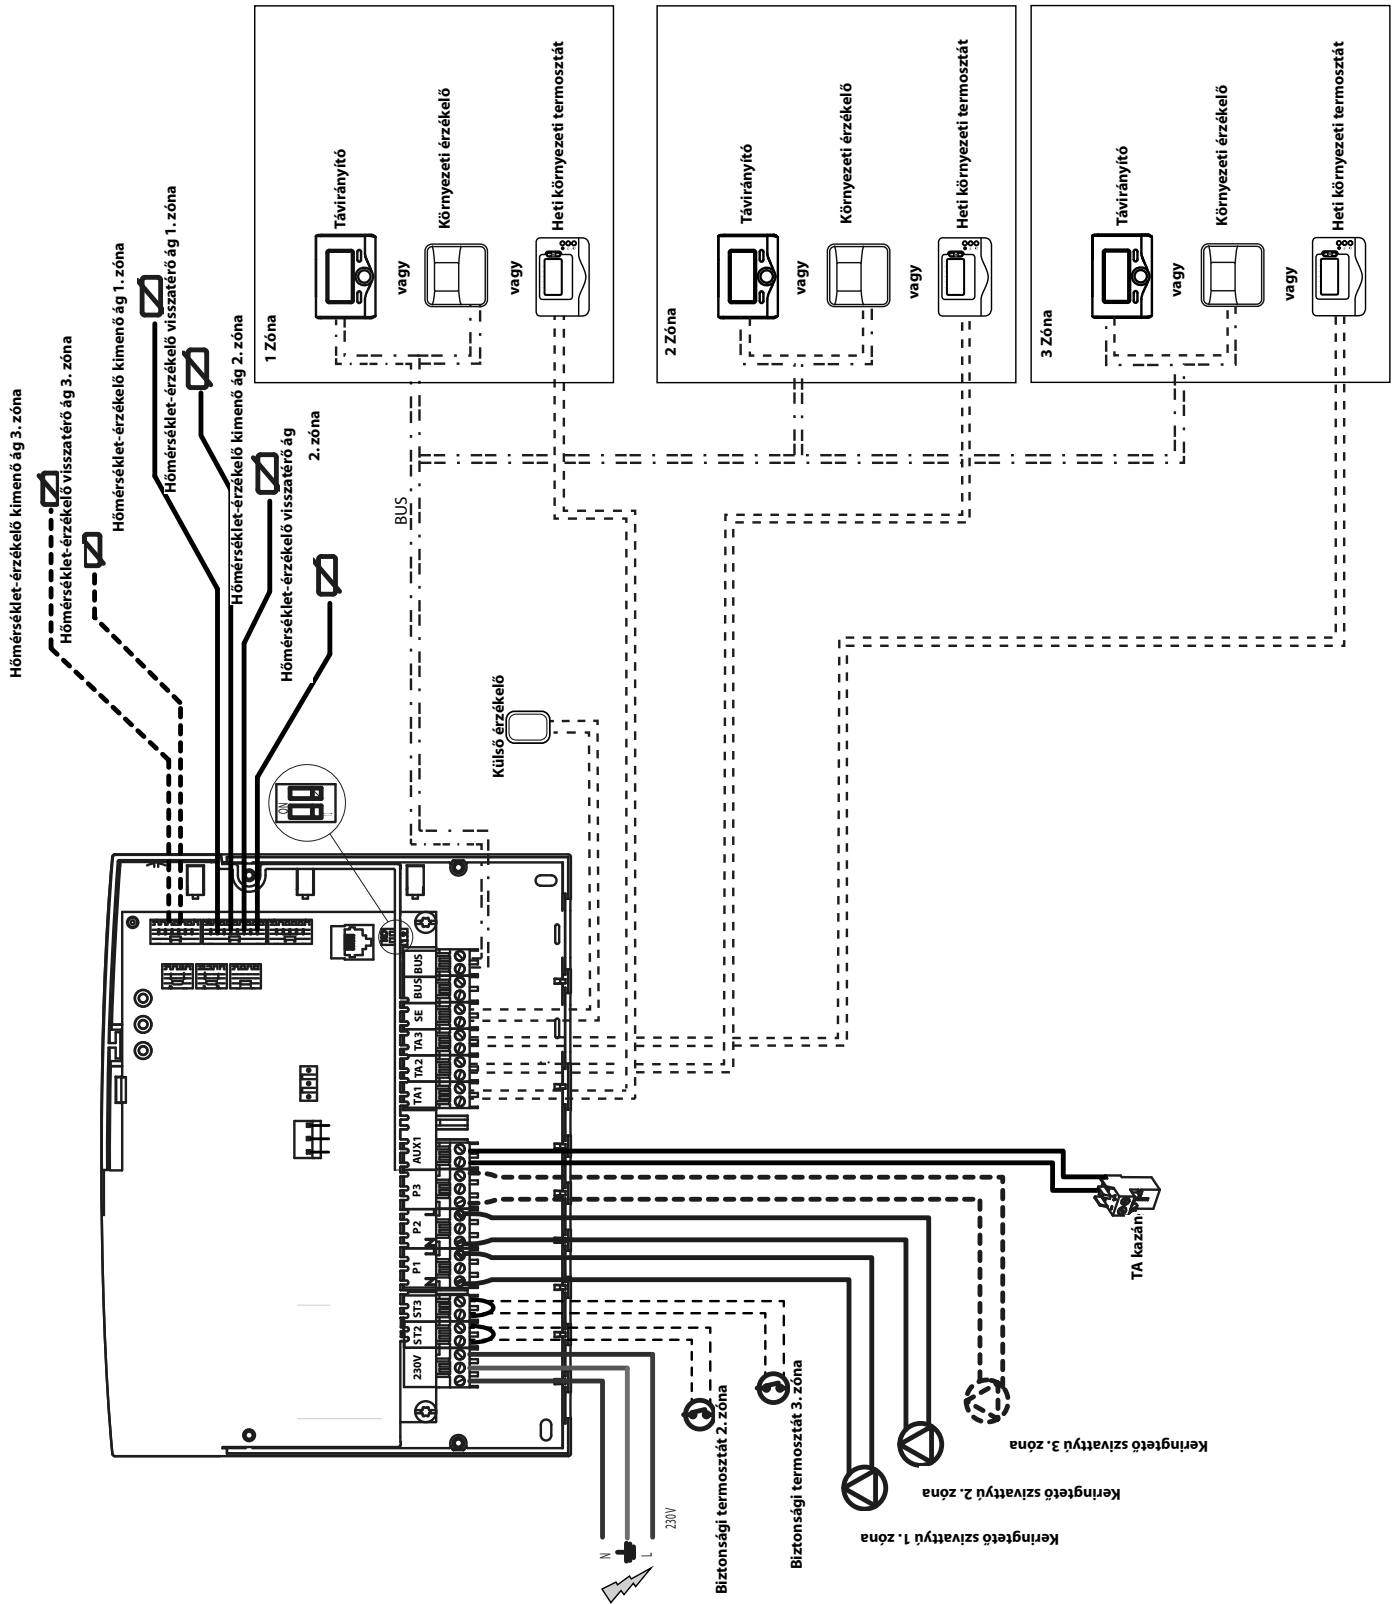 Hőmérséklet-érzékelő kimenő ág 3. zóna
Hőmérséklet-érzékelő visszatérő ág 3. zóna
Hőmérséklet-érzékelő kimenő ág 1. zóna
Hőmérséklet-érzékelő visszatérő ág 1. zóna
Hőmérséklet-érzékelő kimenő ág 2. zóna
Hőmérséklet-érzékelő visszatérő ág
2. zóna
1 Zóna
Távirányító
vagy
Környezeti érzékelő
vagy
Heti környezeti termosztát
2 Zóna
Távirányító
vagy
Környezeti érzékelő
vagy
Heti környezeti termosztát
3 Zóna
Távirányító
vagy
Környezeti érzékelő
vagy
Heti környezeti termosztát
BUS
Külső érzékelő
ON
230V
ST2
ST3
P1
P2
P3
AUX1
TA1
TA2
TA3
SE
BUS
BUS
N
L
N
L
TA kazán
N
L
230V
Biztonsági termosztát 2. zóna
Biztonsági termosztát 3. zóna
Keringtető szivattyú 1. zóna
Keringtető szivattyú 2. zóna
Keringtető szivattyú 3. zóna